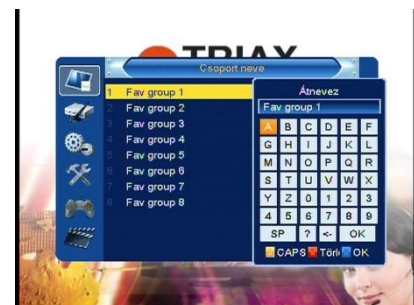 TRIAX
Csoport neve
1 Fav group 1
2 Fav group 2
3 Fav group 3
4 Fav group 4
5 Fav group 5
6 Fav group 6
7 Fav group 7
8 Fav group 8
Átnevez
Fav group 1
A B C D E F
G H I J K L
M N O P Q R
S T U V W X
Y Z 0 1 2 3
4 5 6 7 8 9
SP ? <- OK
CAPS Törl OK